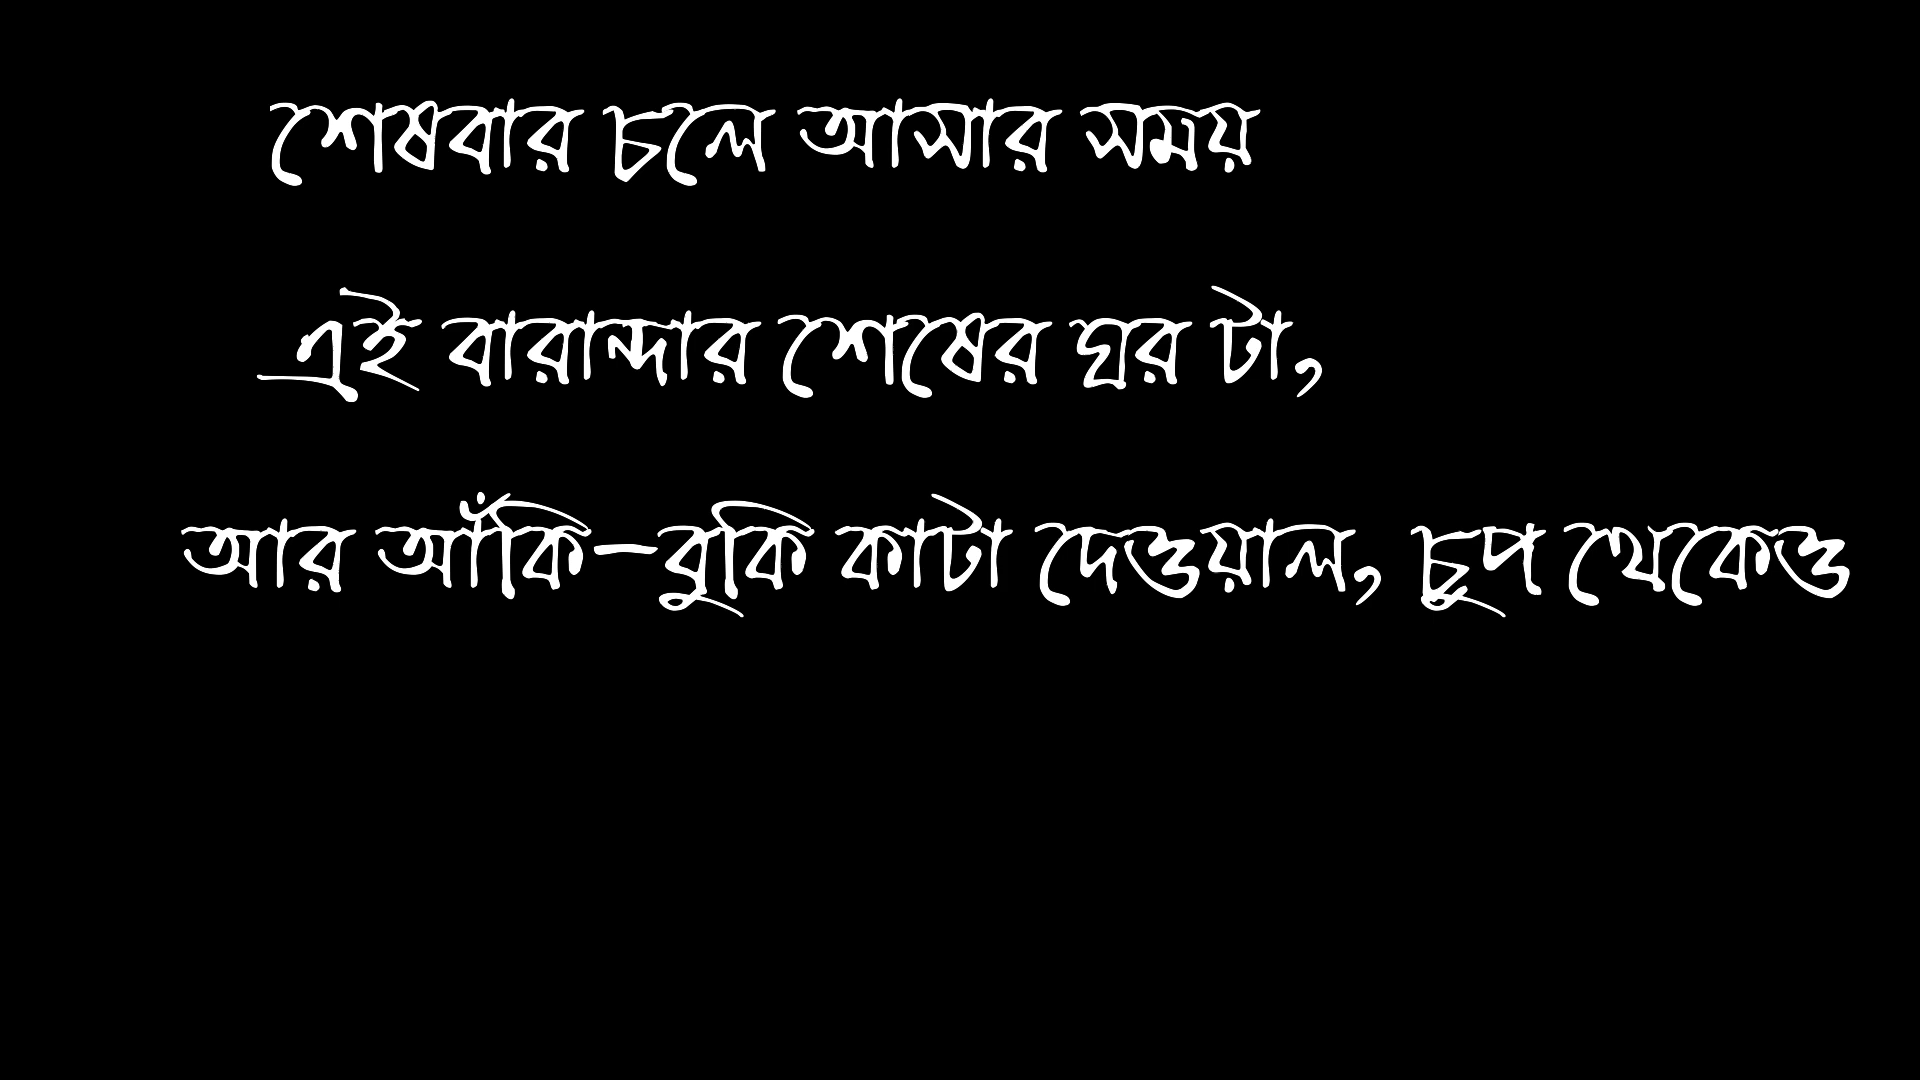 শেষবার চলে আসার সময়
এই বারান্দার শেষের ঘর টা,
আর আঁকি-বুকি কাটা দেওয়াল, চুপ থেকেও